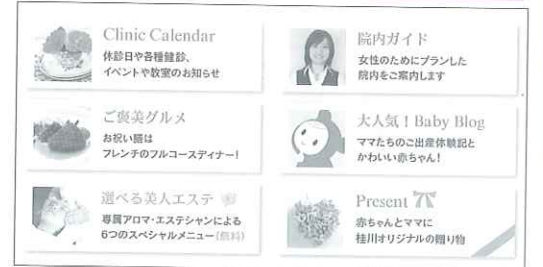 Clinic Calendar
休診日や各種健診、
イベントや教室のお知らせ
院内ガイド
女性のためにプランした
院内をご案内します
ご褒美グルメ
お祝い膳は
フレンチのフルコースディナー!
大人気!Baby Blog
ママたちのご出産体験記と
かわいい赤ちゃん!
選べる美人エステ
専属アロマ・エステシャンによる
6つのスペシャルメニュー(無料)
Present
赤ちゃんとママに
桂川オリジナルの贈り物